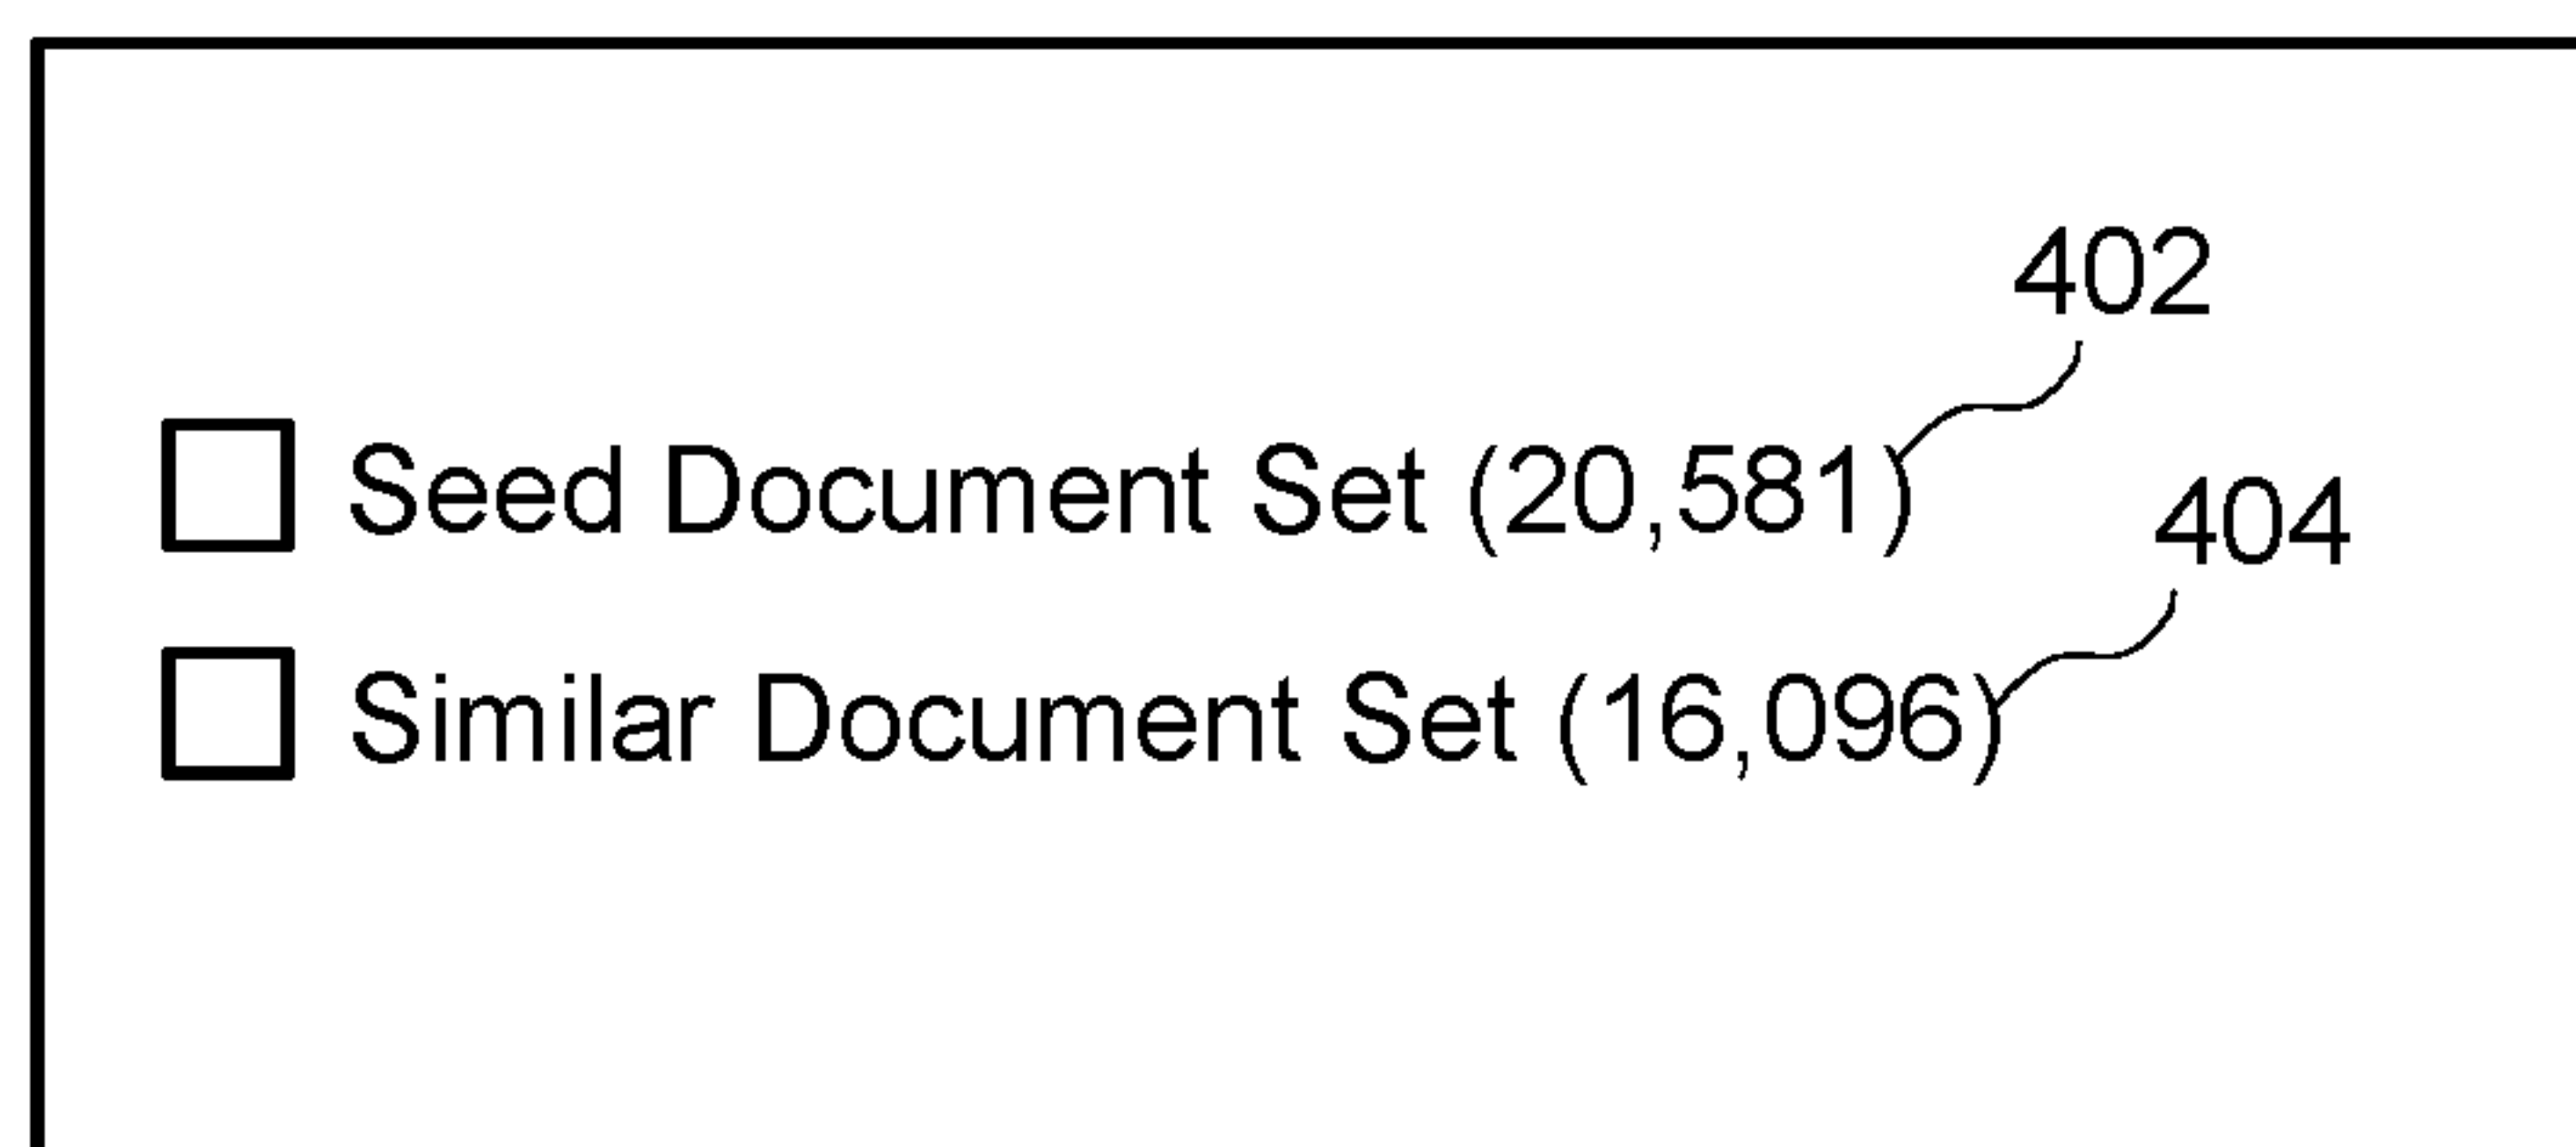 402
Seed Document Set (20,581)
404
Similar Document Set (16,096)